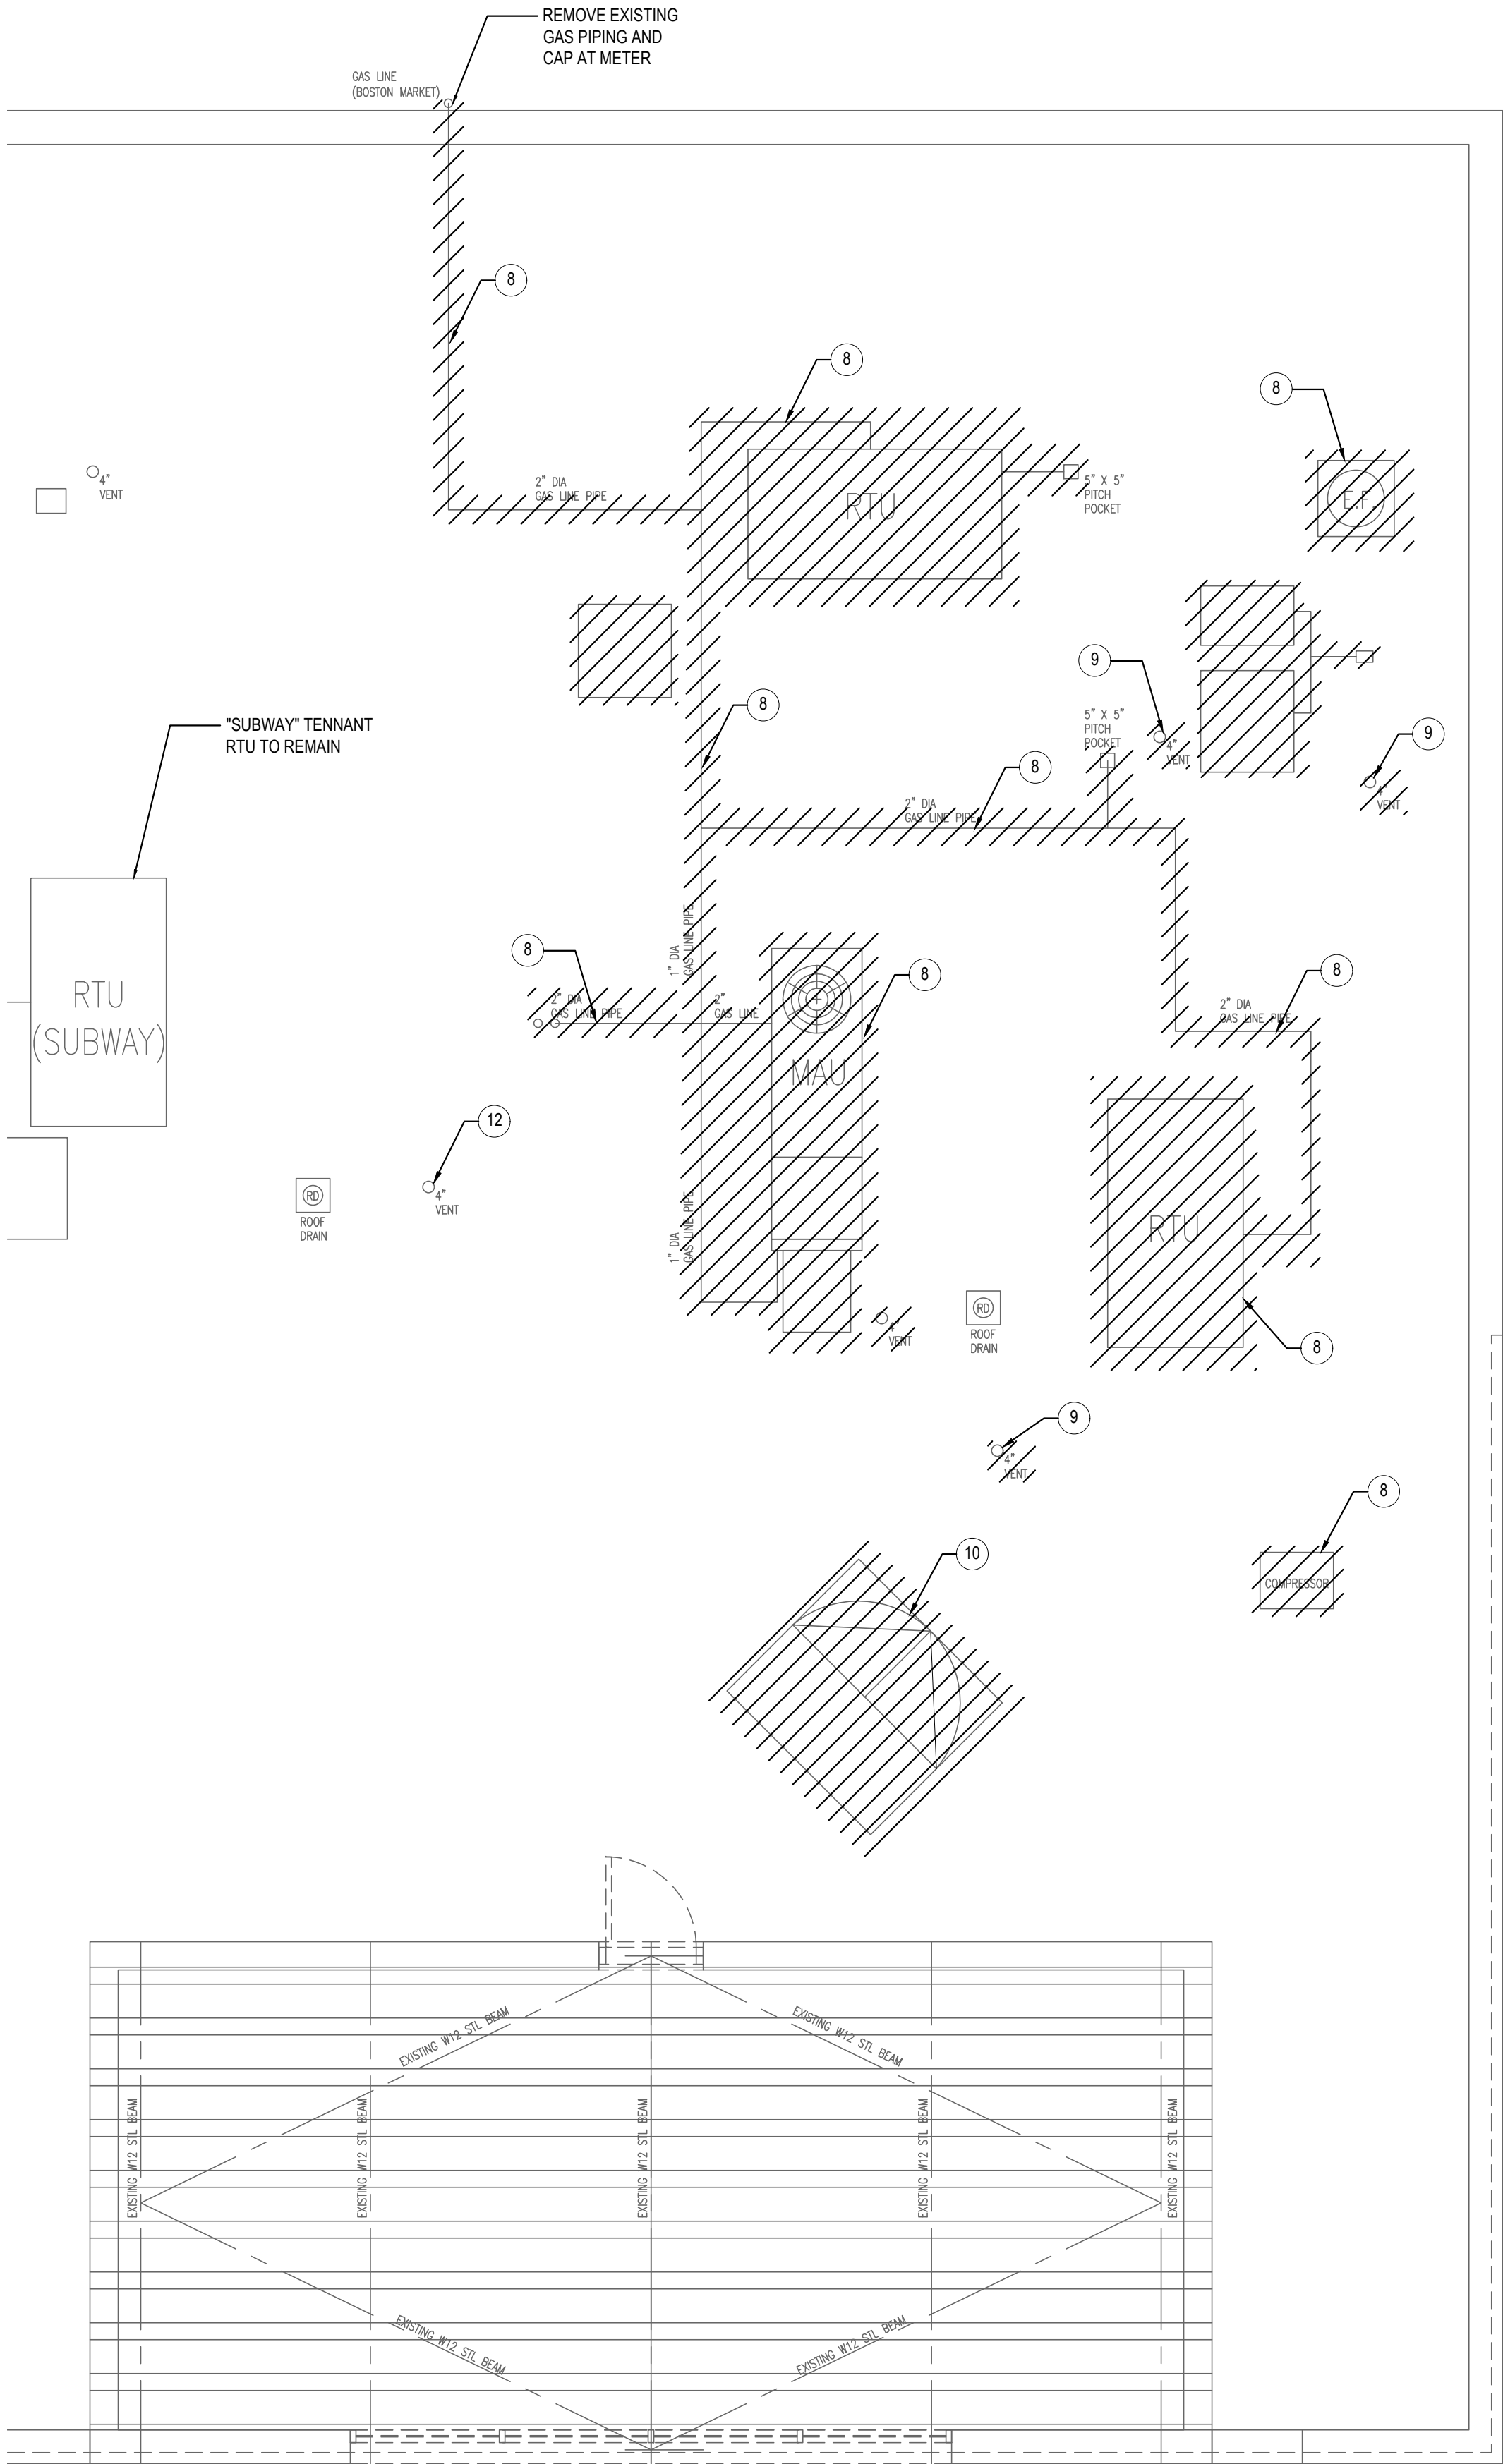 REMOVE EXISTING
GAS PIPING AND
CAP AT METER
GAS LINE
(BOSTON MARKET)
8
8
8
4"
VENT
2" DIA
GAS LINE PIPE
RTU
5" X 5"
PITCH
POCKET
E.F.
9
8
"SUBWAY" TENNANT
RTU TO REMAIN
5" X 5"
PITCH
POCKET
4"
VENT
9
8
4"
VENT
2" DIA
GAS LINE PIPE
1" DIA
GAS LINE PIPE
8
8
8
RTU
(SUBWAY)
2" DIA
GAS LINE PIPE
2"
GAS LINE
2" DIA
GAS LINE PIPE
MAU
12
4"
VENT
RD
ROOF
DRAIN
1" DIA
GAS LINE PIPE
RTU
RD
ROOF
DRAIN
4"
VENT
8
9
4"
VENT
8
10
COMPRESSOR
EXISTING W12 STL BEAM
EXISTING W12 STL BEAM
EXISTING W12 STL BEAM
EXISTING W12 STL BEAM
EXISTING W12 STL BEAM
EXISTING W12 STL BEAM
EXISTING W12 STL BEAM
EXISTING W12 STL BEAM
EXISTING W12 STL BEAM